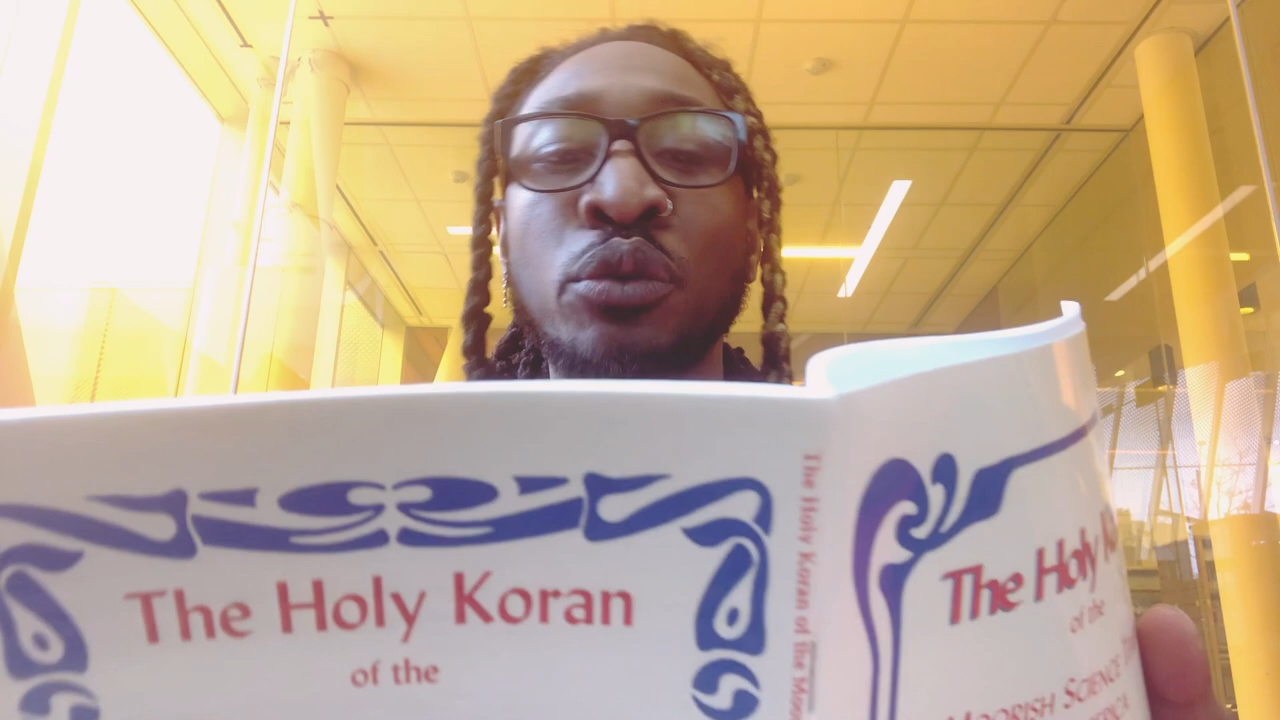 The Holy Koran
of the
The Holy Koran of the
The Holy
of the
MOORISH SCIENCE